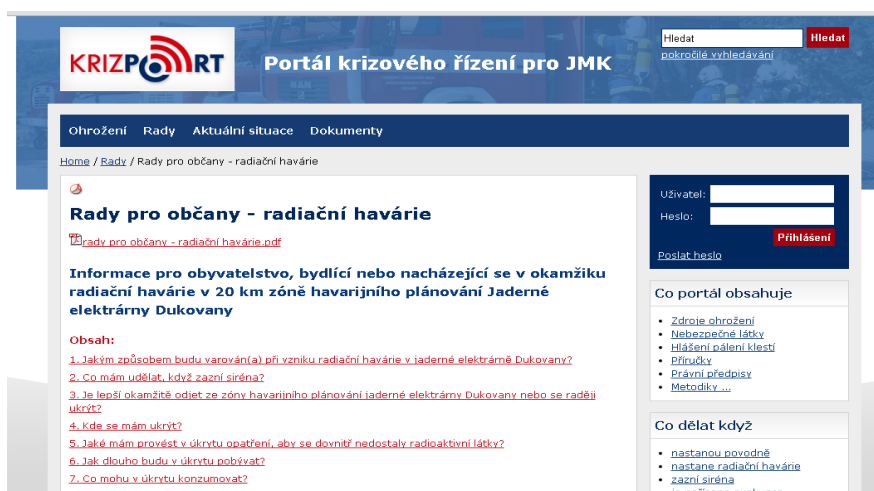 KRIZPORT
Portál krizového řízení pro JMK
Hledat
Hledat
pokročilé vyhledávání
Ohrožení Rady Aktuální situace Dokumenty
Home / Rady / Rady pro občany - radiační havárie
Rady pro občany - radiační havárie
rady pro občany - radiační havárie.pdf
Informace pro obyvatelstvo, bydlící nebo nacházející se v okamžiku
radiační havárie v 20 km zóně havarijního plánování Jaderné
elektrárny Dukovany
Obsah:
1. Jakým způsobem budu varován(a) při vzniku radiační havárie v jaderné elektrárně Dukovany?
2. Co mám udělat, když zazní siréna?
3. Je lepší okamžitě odjet ze zóny havarijního plánování jaderné elektrárny Dukovany nebo se raději
ukrýt?
4. Kde se mám ukrýt?
5. Jaké mám provést v úkrytu opatření, aby se dovnitř nedostaly radioaktivní látky?
6. Jak dlouho budu v úkrytu pobývat?
7. Co mohu v úkrytu konzumovat?
Uživatel:
Heslo:
Přihlášení
Poslat heslo
Co portál obsahuje
• Zdroje ohrožení
• Nebezpečné látky
• Hlášení pálení klestí
• Příručky
• Právní předpisy
• Metodiky ...
Co dělat když
• nastanou povodně
• nastane radiační havárie
• zazní siréna